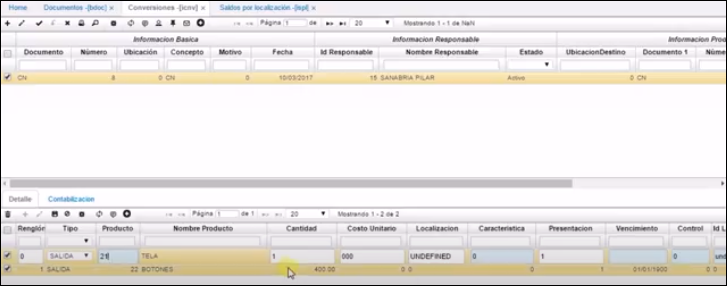 Home Documentos -[bdoc] x Conversiones -[icnv] x Saldos por localización -[ispl] x
Página 1 de 20 Mostrando 1 - 1 de NaN
Informacion Basica Informacion Responsable Informacion Prod
Documento Número Ubicación Concepto Motivo Fecha Id Responsable Nombre Responsable Estado UbicacionDestino Documento 1 Núme
CN 8 0 CN 0 10/03/2017 15 SANABRIA PILAR Activo 0 CN
Detalle Contabilizacion
Página 1 de 1 20 Mostrando 1 - 2 de 2
Renglón Tipo Producto Nombre Producto Cantidad Costo Unitario Localizacion Caracteristica Presentacion Vencimiento Control Id L
0 SALIDA 21 TELA 1 000 UNDEFINED 0 1 0 und
1 SALIDA 22 BOTONES 400.00 0 0 0 1 01/01/1900 0 0